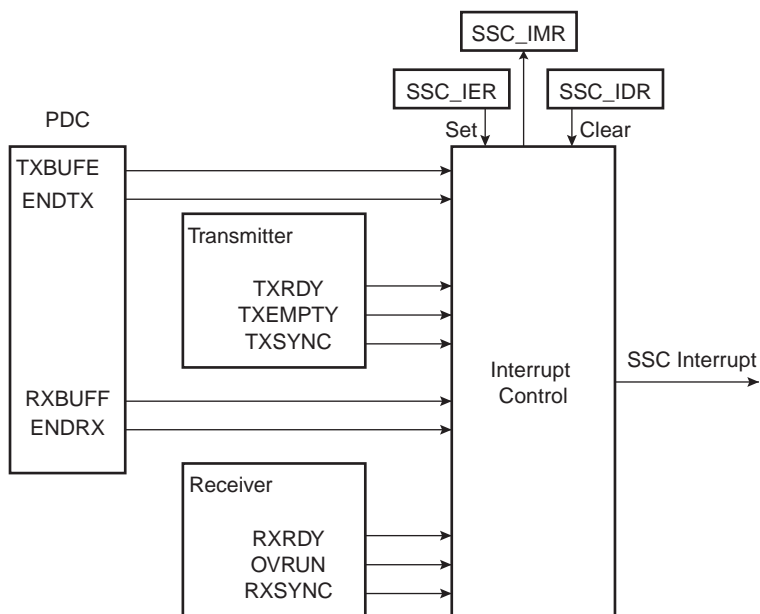 SSC_IMR
SSC_IER
SSC_IDR
PDC
Set
Clear
TXBUFE
ENDTX
Transmitter
TXRDY
TXEMPTY
TXSYNC
Interrupt
Control
SSC Interrupt
RXBUFF
ENDRX
Receiver
RXRDY
OVRUN
RXSYNC